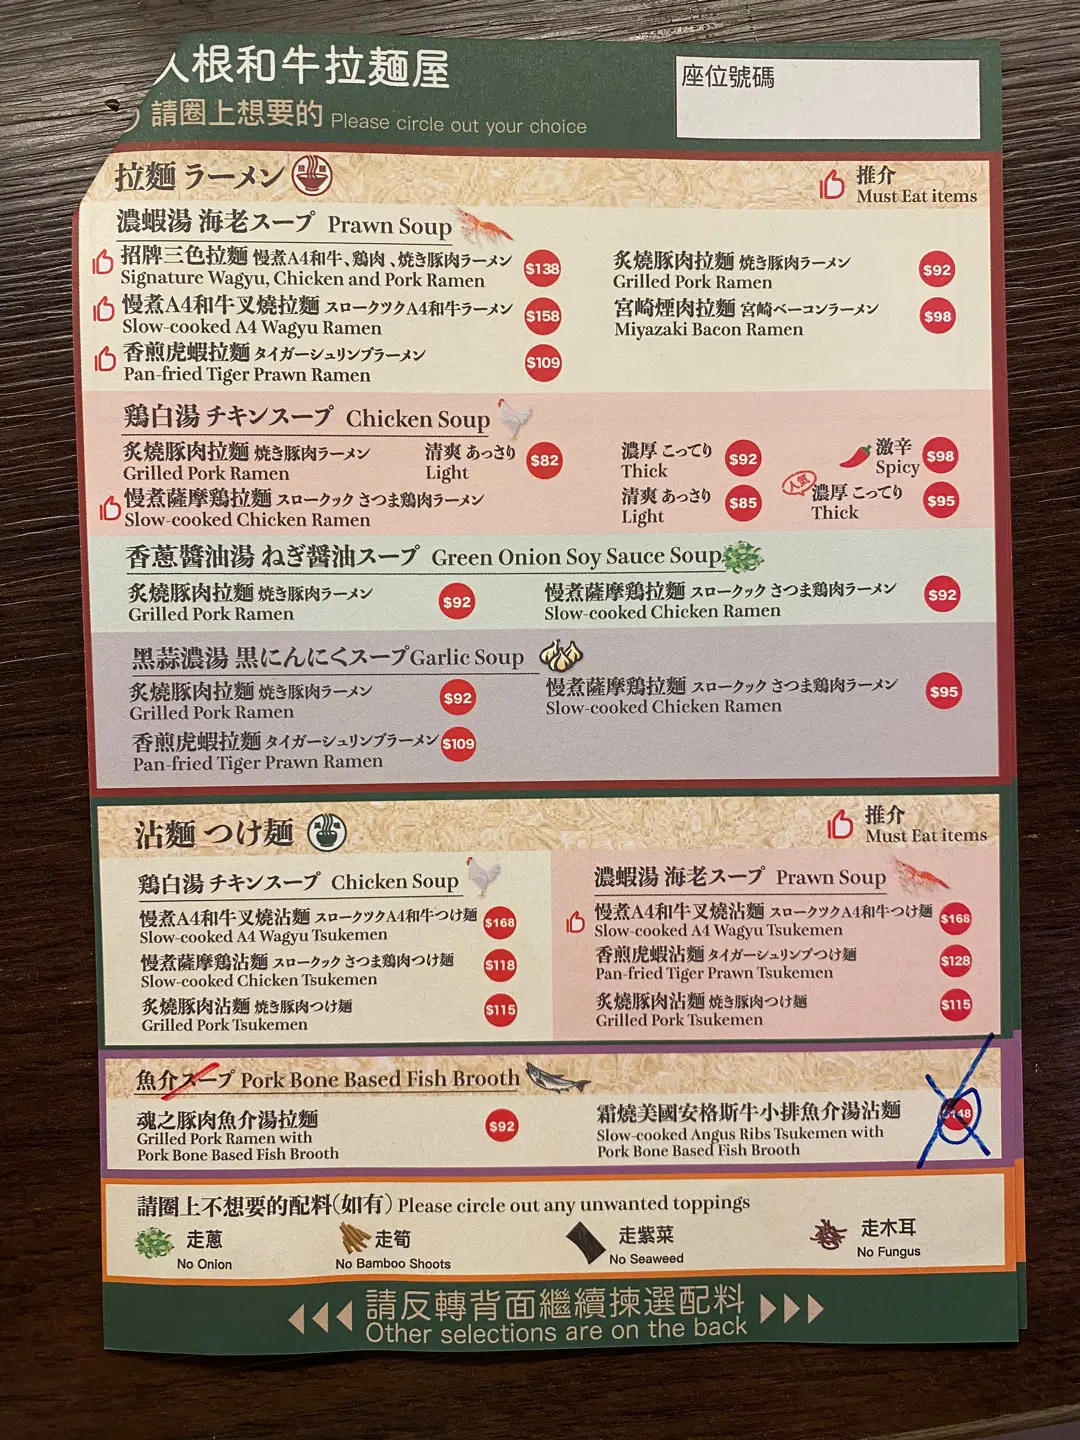 人根和牛拉麵屋
請圈上想要的 Please circle out your choice
座位號碼
拉麵 ラーメン
推介
Must Eat items
濃蝦湯 海老スープ Prawn Soup
招牌三色拉麵 慢煮A4和牛、鶏肉、焼き豚肉ラーメン $138
Signature Wagyu, Chicken and Pork Ramen
慢煮A4和牛叉燒拉麵 スロークツクA4和牛ラーメン $158
Slow-cooked A4 Wagyu Ramen
香煎虎蝦拉麵 タイガーシュリンプラーメン $109
Pan-fried Tiger Prawn Ramen
炙燒豚肉拉麵 焼き豚肉ラーメン $92
Grilled Pork Ramen
宮崎煙肉拉麵 宮崎ベーコンラーメン $98
Miyazaki Bacon Ramen
鶏白湯 チキンスープ Chicken Soup
炙燒豚肉拉麵 焼き豚肉ラーメン 清爽 あっさり $82 濃厚 こってり $92 激辛 $98
Grilled Pork Ramen Light Thick Spicy
人気
慢煮薩摩鶏拉麵 スロークック さつま鶏肉ラーメン 清爽 あっさり $85 濃厚 こってり $95
Slow-cooked Chicken Ramen Light Thick
香蔥醬油湯 ねぎ醤油スープ Green Onion Soy Sauce Soup
炙燒豚肉拉麵 焼き豚肉ラーメン $92
Grilled Pork Ramen
慢煮薩摩鶏拉麵 スロークック さつま鶏肉ラーメン $92
Slow-cooked Chicken Ramen
黑蒜濃湯 黒にんにくスープ Garlic Soup
炙燒豚肉拉麵 焼き豚肉ラーメン $92
Grilled Pork Ramen
慢煮薩摩鶏拉麵 スロークック さつま鶏肉ラーメン $95
Slow-cooked Chicken Ramen
香煎虎蝦拉麵 タイガーシュリンプラーメン $109
Pan-fried Tiger Prawn Ramen
沾麵 つけ麺
推介
Must Eat items
鶏白湯 チキンスープ Chicken Soup
慢煮A4和牛叉燒沾麵 スロークツクA4和牛つけ麺 $168
Slow-cooked A4 Wagyu Tsukemen
慢煮薩摩鶏沾麵 スロークック さつま鶏肉つけ麺 $118
Slow-cooked Chicken Tsukemen
炙燒豚肉沾麵 焼き豚肉つけ麺 $115
Grilled Pork Tsukemen
濃蝦湯 海老スープ Prawn Soup
慢煮A4和牛叉燒沾麵 スロークツクA4和牛つけ麺 $168
Slow-cooked A4 Wagyu Tsukemen
香煎虎蝦沾麵 タイガーシュリンプつけ麺 $128
Pan-fried Tiger Prawn Tsukemen
炙燒豚肉沾麵 焼き豚肉つけ麺 $115
Grilled Pork Tsukemen
魚介スープ Pork Bone Based Fish Brooth
魂之豚肉魚介湯拉麵 $92
Grilled Pork Ramen with
Pork Bone Based Fish Brooth
霜燒美國安格斯牛小排魚介湯沾麵 $148
Slow-cooked Angus Ribs Tsukemen with
Pork Bone Based Fish Brooth
請圈上不想要的配料(如有) Please circle out any unwanted toppings
走蔥 走筍 走紫菜 走木耳
No Onion No Bamboo Shoots No Seaweed No Fungus
請反轉背面繼續揀選配料
Other selections are on the back